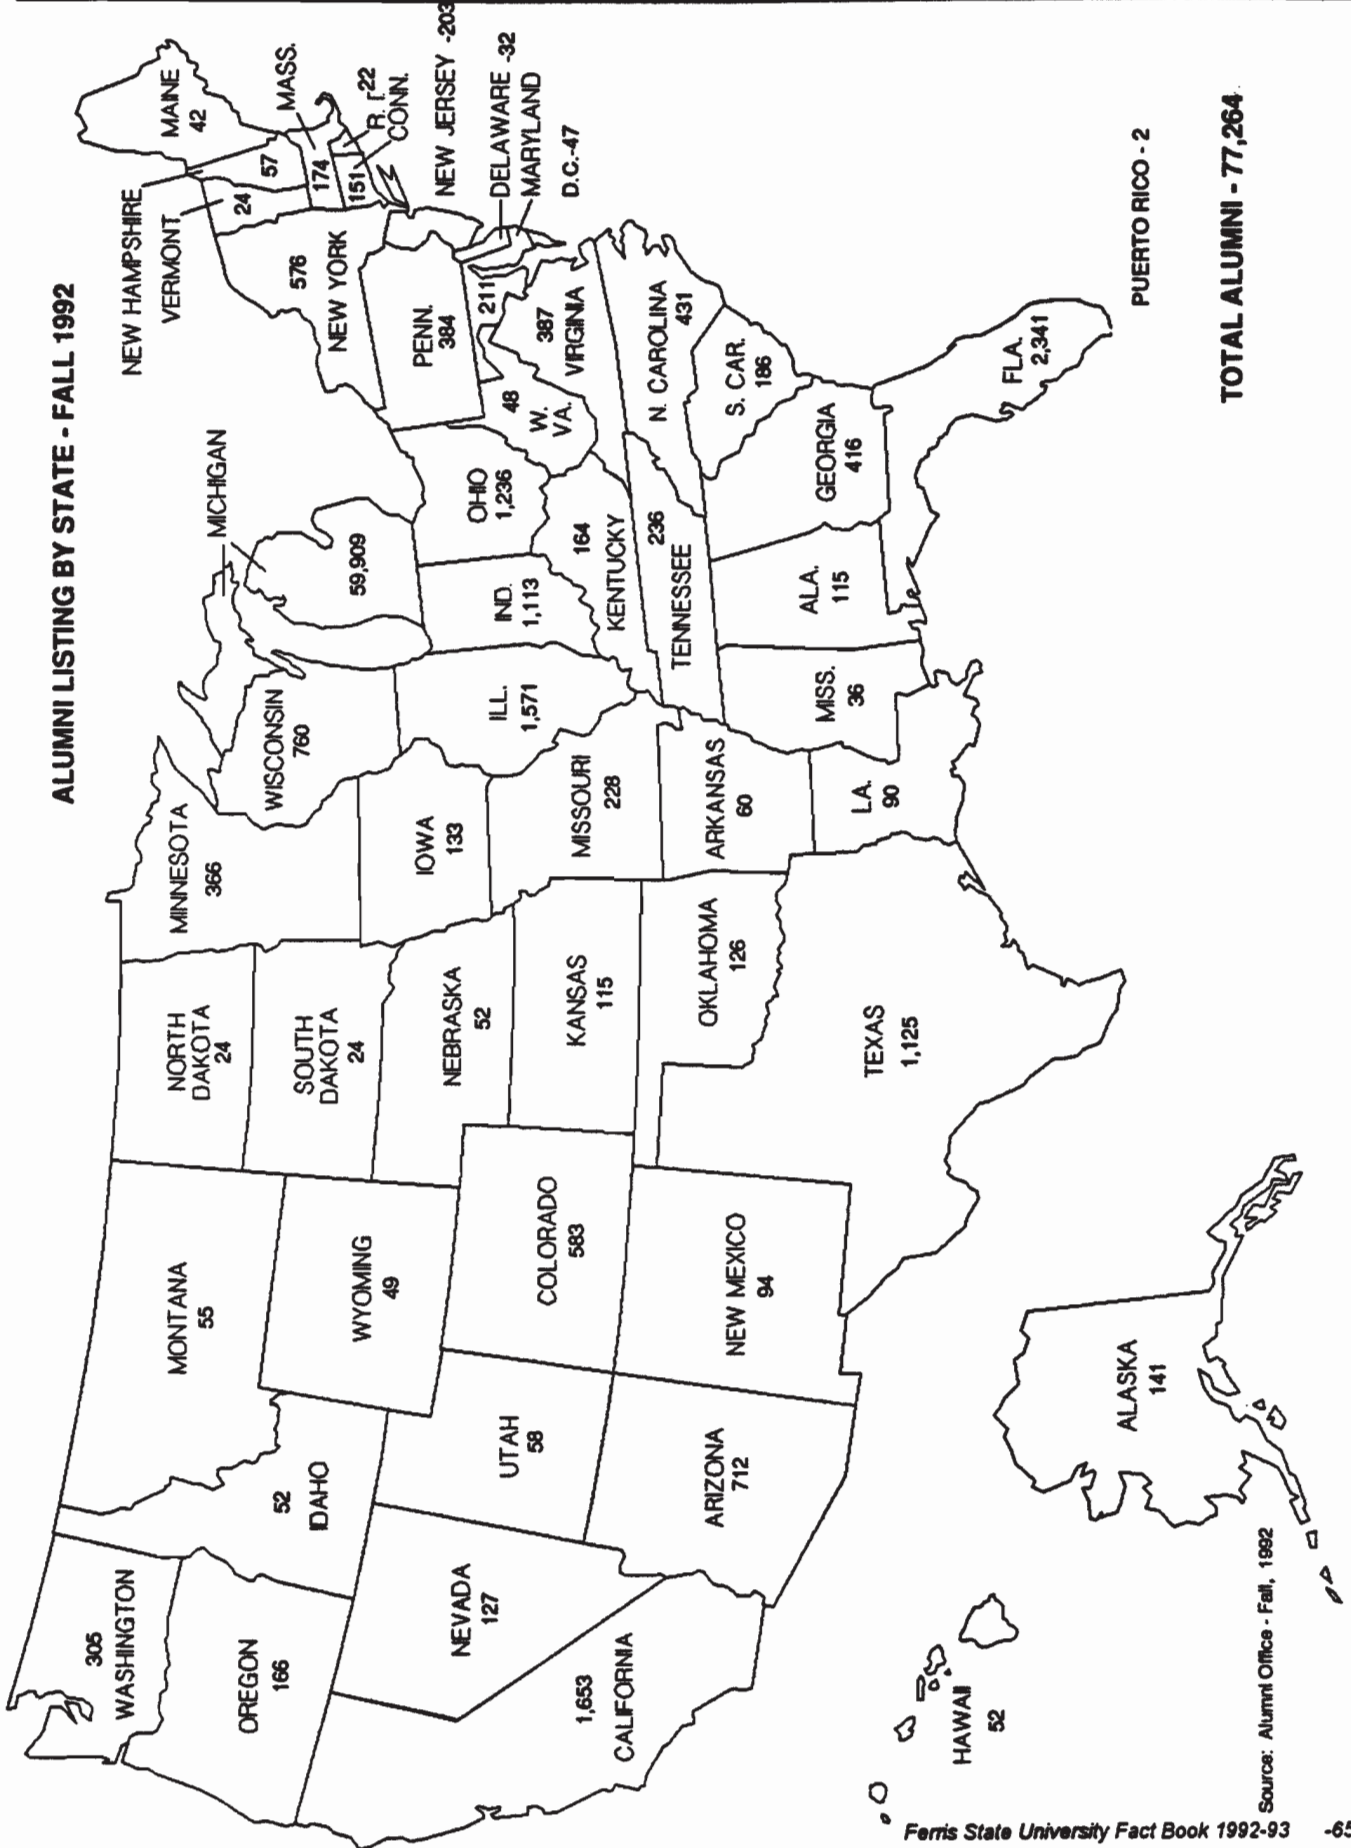 ALUMNI LISTING BY STATE - FALL 1992
NEW HAMPSHIRE
VERMONT
MAINE
42
24
57
MASS.
174
R. I. 22
151
CONN.
NEW JERSEY -203
DELAWARE -32
MARYLAND
D.C.-47
211
576
NEW YORK
PENN.
384
MICHIGAN
59,909
WISCONSIN
760
MINNESOTA
366
NORTH
DAKOTA
24
SOUTH
DAKOTA
24
MONTANA
55
WYOMING
49
52
IDAHO
305
WASHINGTON
OREGON
166
NEVADA
127
1,653
CALIFORNIA
UTAH
58
COLORADO
583
ARIZONA
712
NEW MEXICO
94
NEBRASKA
52
KANSAS
115
OKLAHOMA
126
TEXAS
1,125
IOWA
133
MISSOURI
228
ARKANSAS
60
LA.
90
ILL.
1,571
IND.
1,113
OHIO
1,236
48
W.
VA.
387
VIRGINIA
164
KENTUCKY
236
TENNESSEE
N. CAROLINA
431
S. CAR.
186
GEORGIA
416
ALA.
115
MISS.
36
FLA.
2,341
PUERTO RICO - 2
ALASKA
141
HAWAII
52
TOTAL ALUMNI - 77,264
Source: Alumni Office - Fall, 1992
Ferris State University Fact Book 1992-93 -65